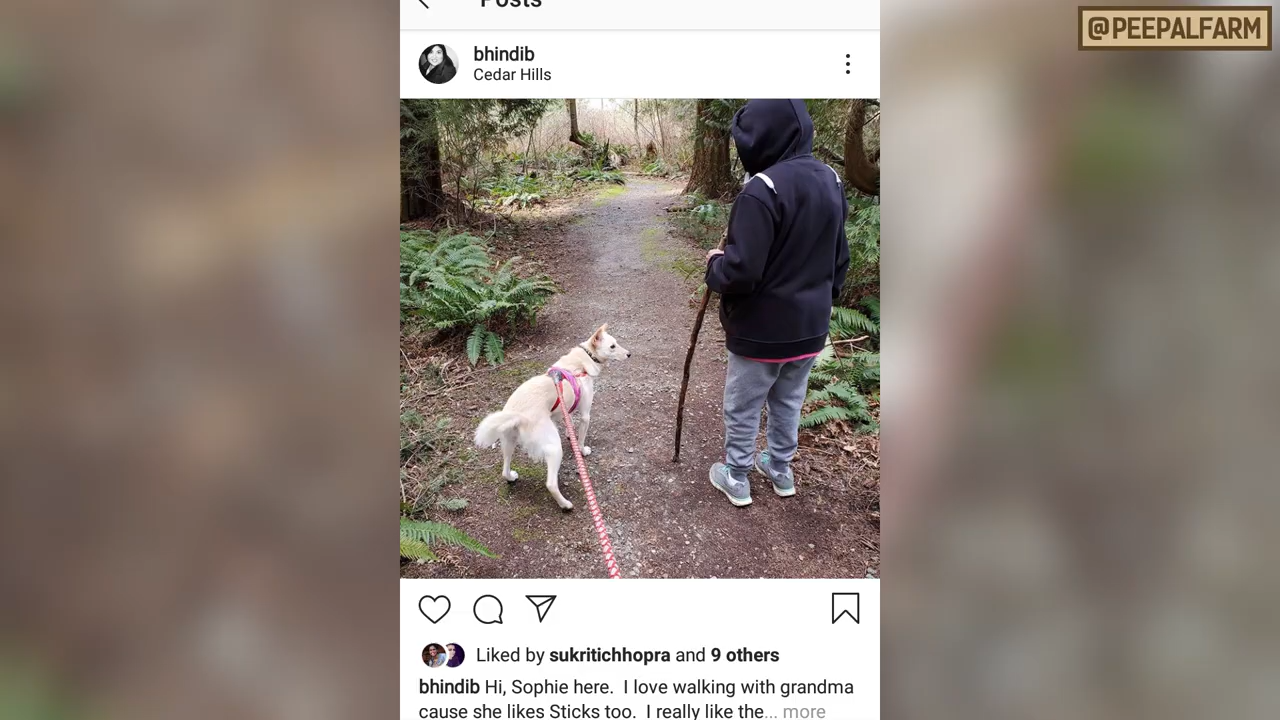 @PEEPALFARM
Posts
bhindib
Cedar Hills
Liked by sukritichhopra and 9 others
bhindib Hi, Sophie here. I love walking with grandma
cause she likes Sticks too. I really like the... more